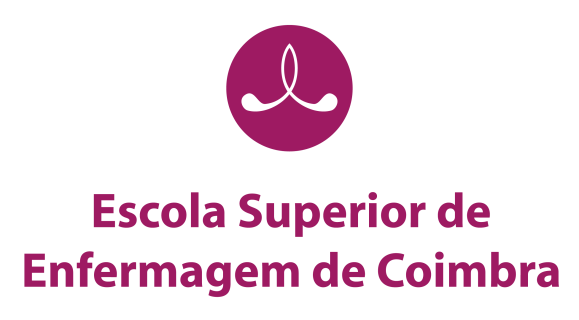 Escola Superior de
Enfermagem de Coimbra